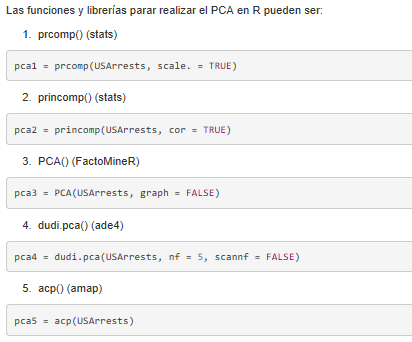 Las funciones y librerías parar realizar el PCA en R pueden ser:
1. prcomp() (stats)
pca1 = prcomp(USArrests, scale. = TRUE)
2. princomp() (stats)
pca2 = princomp(USArrests, cor = TRUE)
3. PCA() (FactoMineR)
pca3 = PCA(USArrests, graph = FALSE)
4. dudi.pca() (ade4)
pca4 = dudi.pca(USArrests, nf = 5, scannf = FALSE)
5. acp() (amap)
pca5 = acp(USArrests)